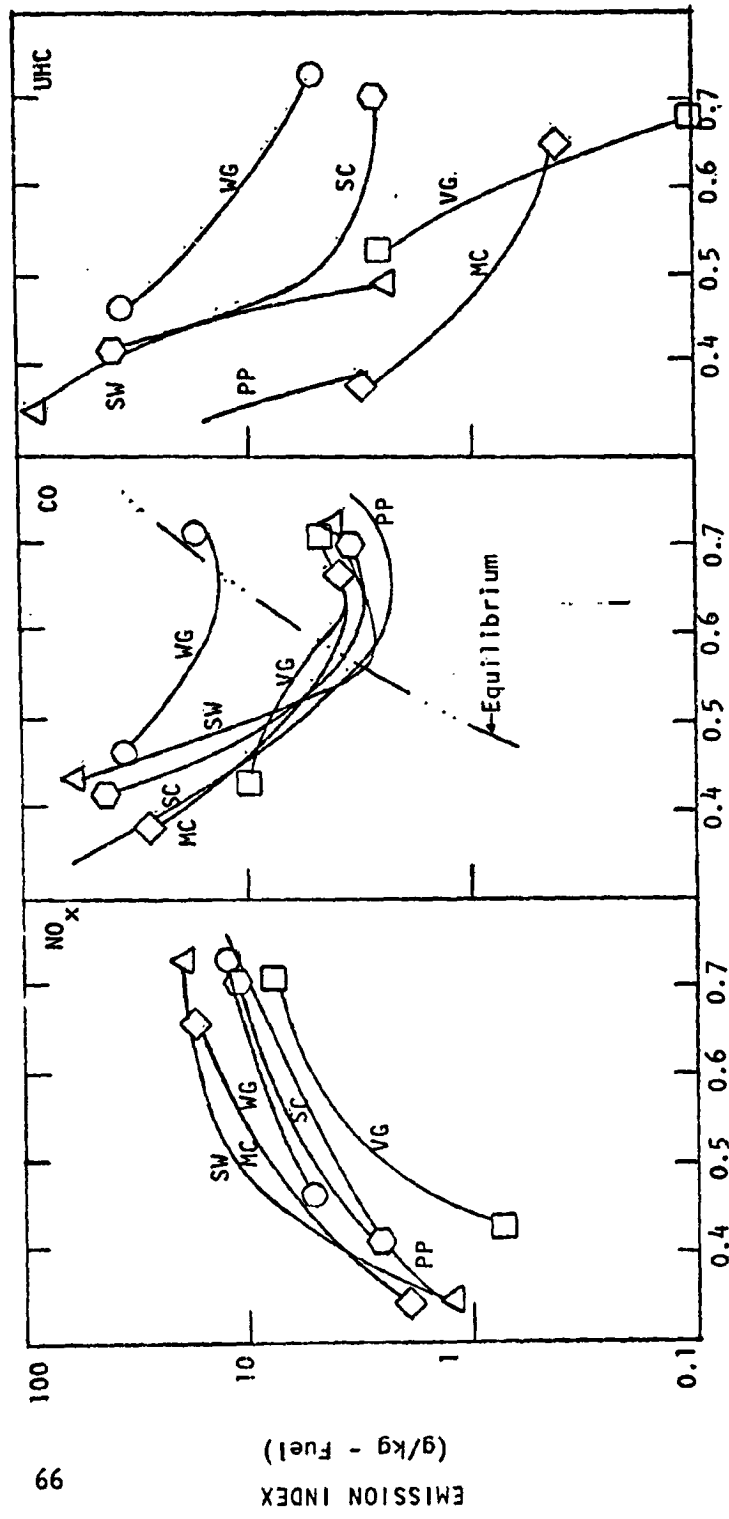 NOx
SW
MC
WG
SC
PP
VG
0.4 0.5 0.6 0.7
CO
WG
SW
VG
SC
MC
PP
←Equilibrium
0.4 0.5 0.6 0.7
UHC
WG
SC
SW
PP
VG.
MC
0.4 0.5 0.6 0.7
100
10
1
0.1
EMISSION INDEX
(g/kg - Fuel)
99